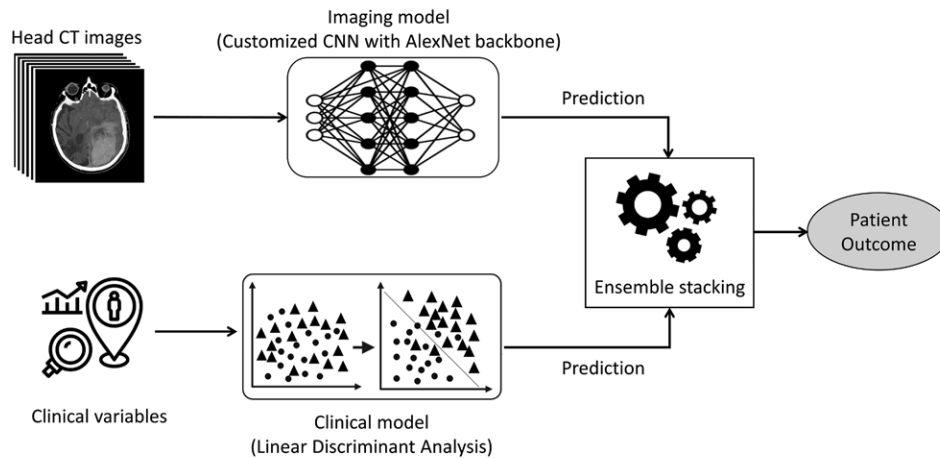 Head CT images
Imaging model
(Customized CNN with AlexNet backbone)
Prediction
Ensemble stacking
Patient
Outcome
Clinical variables
Clinical model
(Linear Discriminant Analysis)
Prediction